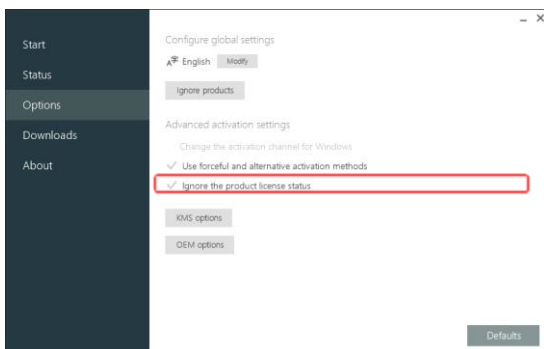 Start
Status
Options
Downloads
About
Configure global settings
English
Modify
Ignore products
Advanced activation settings
Change the activation channel for Windows
Use forceful and alternative activation methods
Ignore the product license status
KMS options
OEM options
Defaults